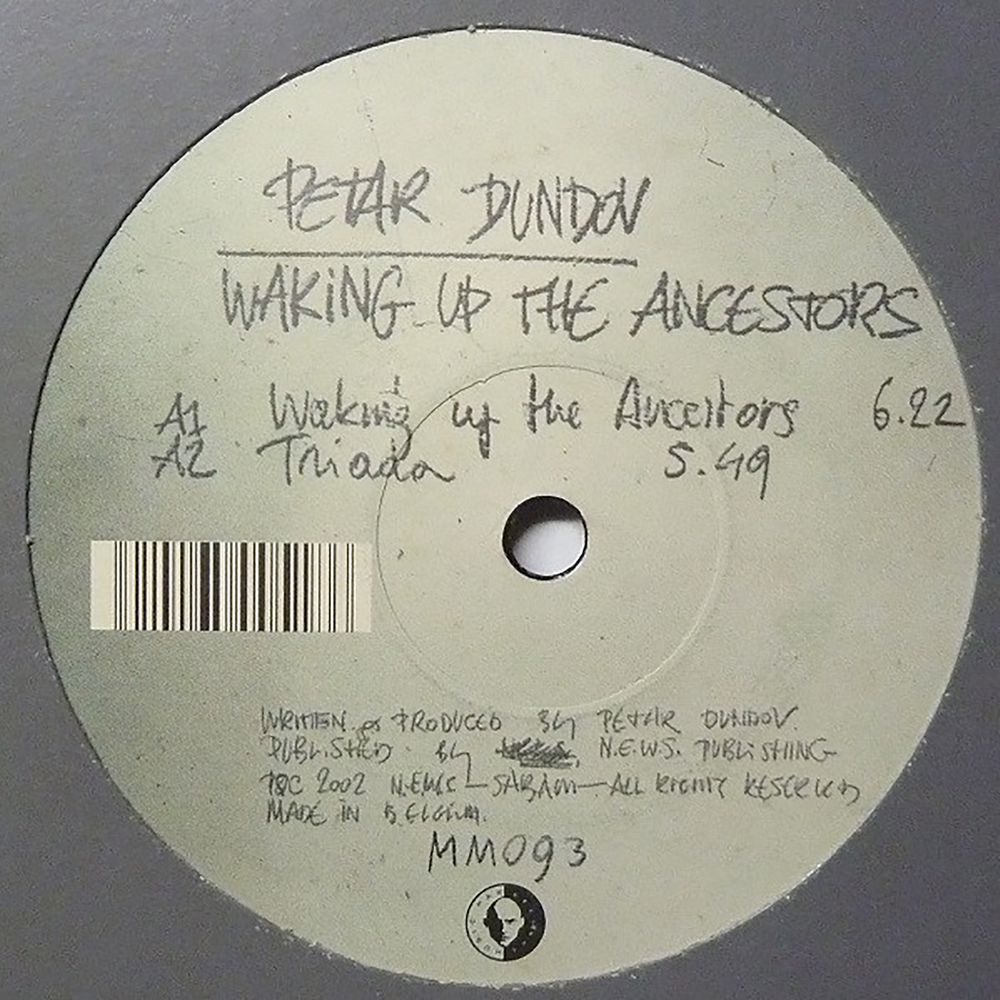 PETAR DUNDOV
WAKING UP THE ANCESTORS
A1 Waking up the Ancestors 6.22
A2 Triada 5.49
WRITTEN & PRODUCED BY PETAR DUNDOV
PUBLISHED BY N.E.W.S. PUBLISHING
P&C 2002 N.E.W.S – SABAM – ALL RIGHTS RESERVED
MADE IN BELGIUM.
MM093